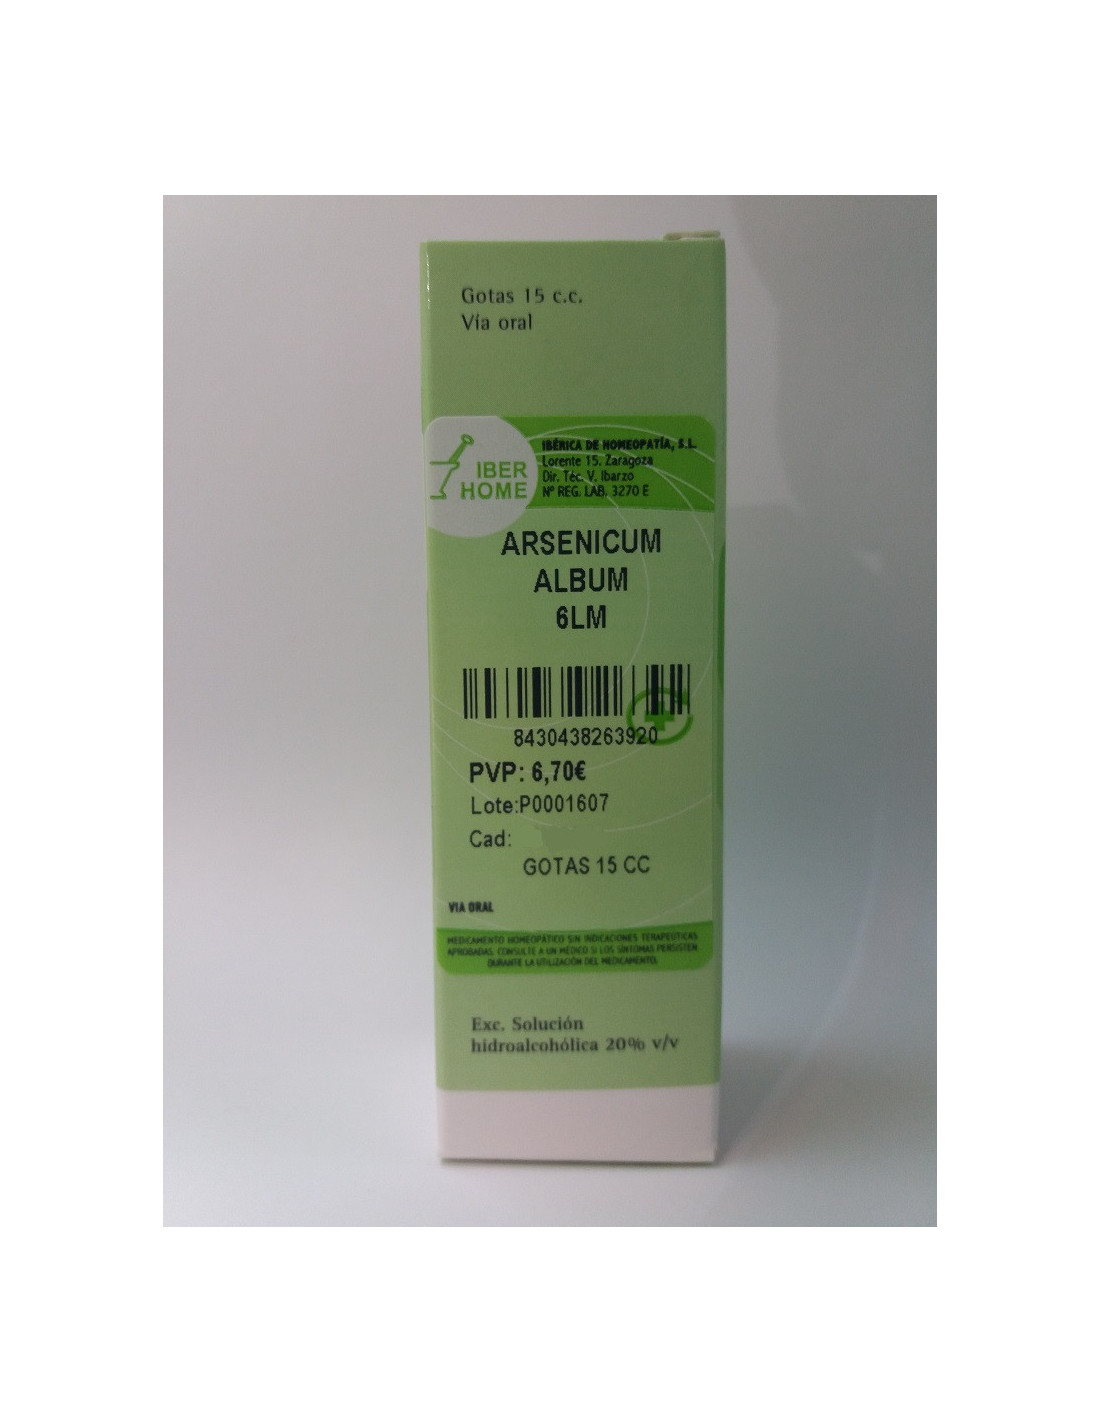 Gotas 15 c.c.
Vía oral
IBER
HOME
IBÉRICA DE HOMEOPATÍA, S.L.
Lorente 15. Zaragoza
Dir. Téc. V. Ibarzo
Nº REG. LAB. 3270 E
ARSENICUM
ALBUM
6LM
8430438263920
PVP: 6,70€
Lote:P0001607
Cad:
GOTAS 15 CC
VIA ORAL
MEDICAMENTO HOMEOPÁTICO SIN INDICACIONES TERAPEUTICAS
APROBADAS. CONSULTE A UN MÉDICO SI LOS SÍNTOMAS PERSISTEN
DURANTE LA UTILIZACIÓN DEL MEDICAMENTO.
Exc. Solución
hidroalcohólica 20% v/v